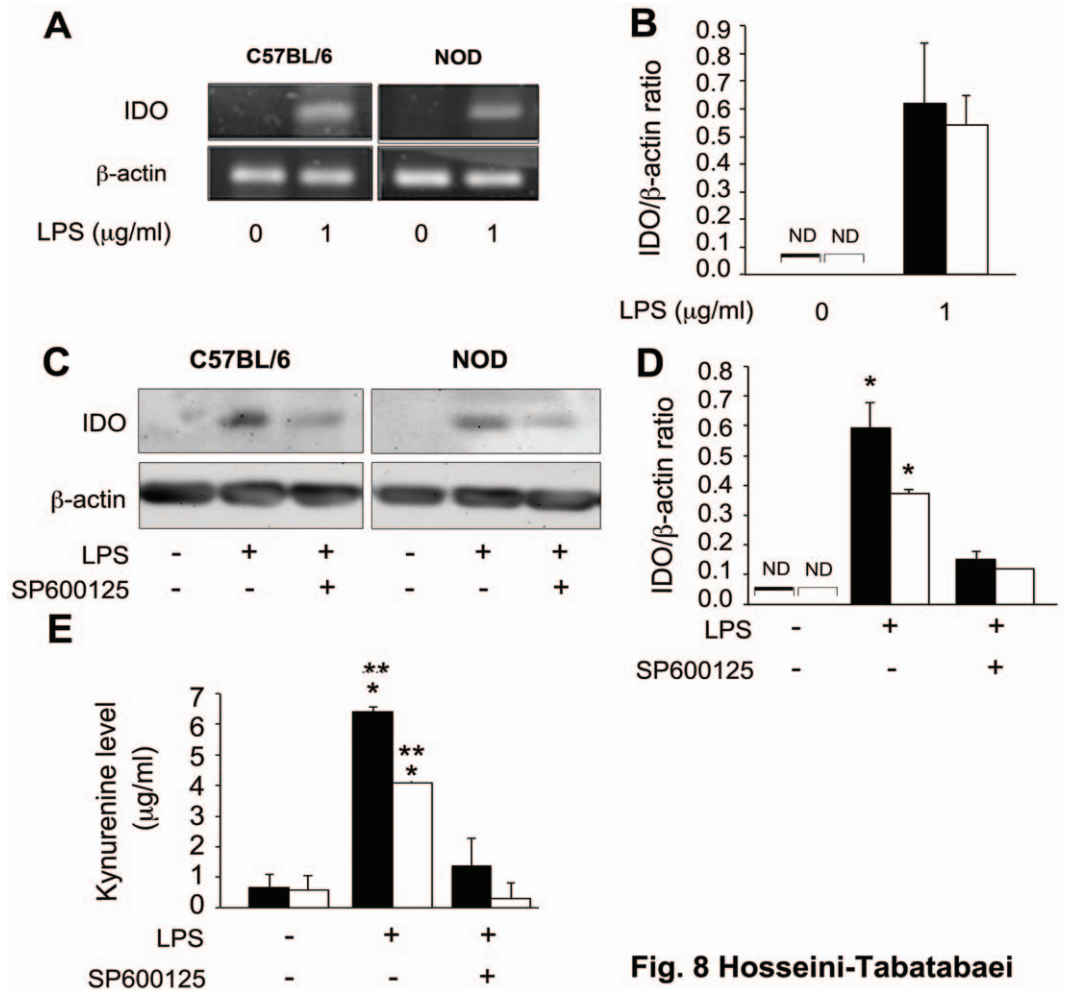 A
C57BL/6 NOD
IDO
β-actin
LPS (μg/ml) 0 1 0 1
B
IDO/β-actin ratio
0.9
0.8
0.7
0.6
0.5
0.4
0.3
0.2
0.1
0.0
ND ND
LPS (μg/ml) 0 1
C
C57BL/6 NOD
IDO
β-actin
LPS - + + - + +
SP600125 - - + - - +
D
IDO/β-actin ratio
0.8
0.7
0.6
0.5
0.4
0.3
0.2
0.1
0.0
ND ND
*
*
LPS - + +
SP600125 - - +
E
Kynurenine level
(μg/ml)
7
6
5
4
3
2
1
0
**
*
**
*
LPS - + +
SP600125 - - +
Fig. 8 Hosseini-Tabatabaei